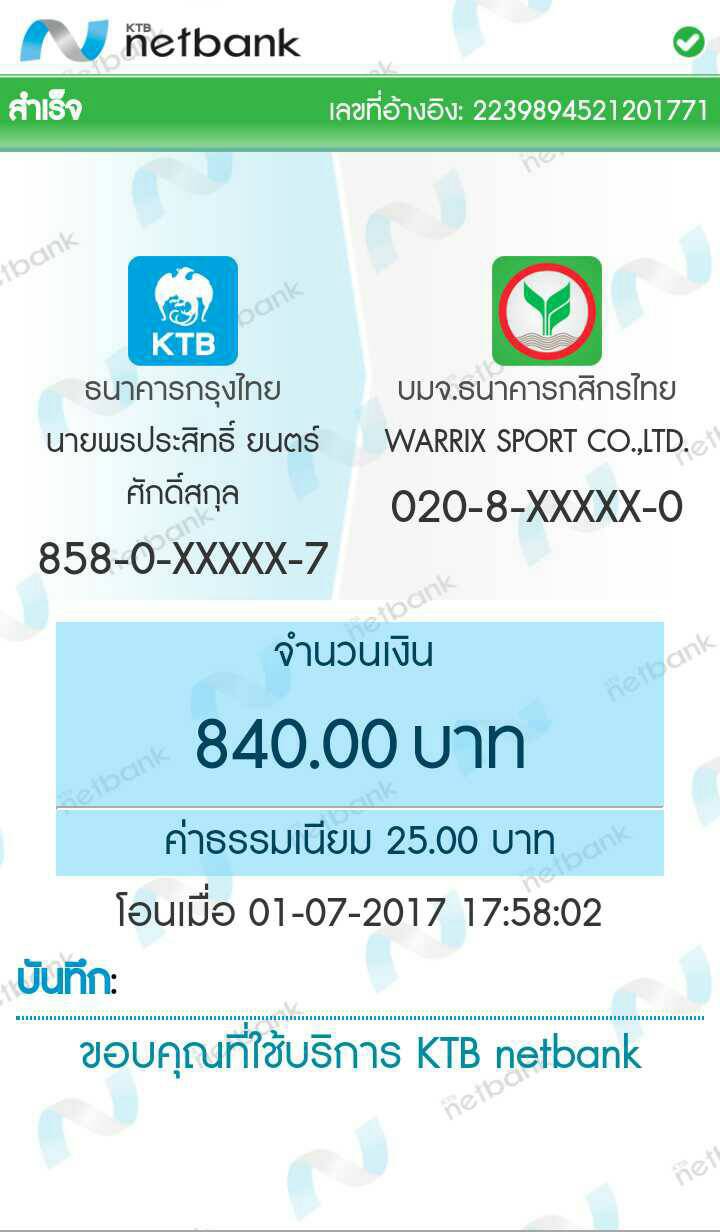 KTB
netbank
สำเร็จ เลขที่อ้างอิง: 2239894521201771
KTB
ธนาคารกรุงไทย
นายพรประสิทธิ์ ยนตร์
ศักดิ์สกุล
858-0-XXXXX-7
บมจ.ธนาคารกสิกรไทย
WARRIX SPORT CO.,LTD.
020-8-XXXXX-0
จำนวนเงิน
840.00 บาท
ค่าธรรมเนียม 25.00 บาท
โอนเมื่อ 01-07-2017 17:58:02
บันทึก:
ขอบคุณที่ใช้บริการ KTB netbank